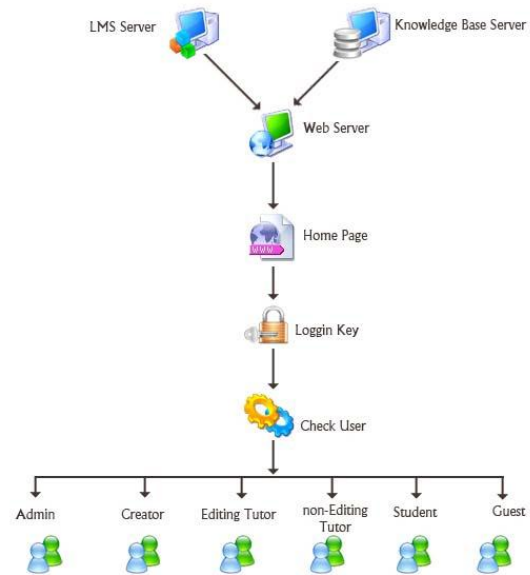 LMS Server
Knowledge Base Server
Web Server
Home Page
WWW
Loggin Key
Check User
Admin
Creator
Editing Tutor
non-Editing
Tutor
Student
Guest